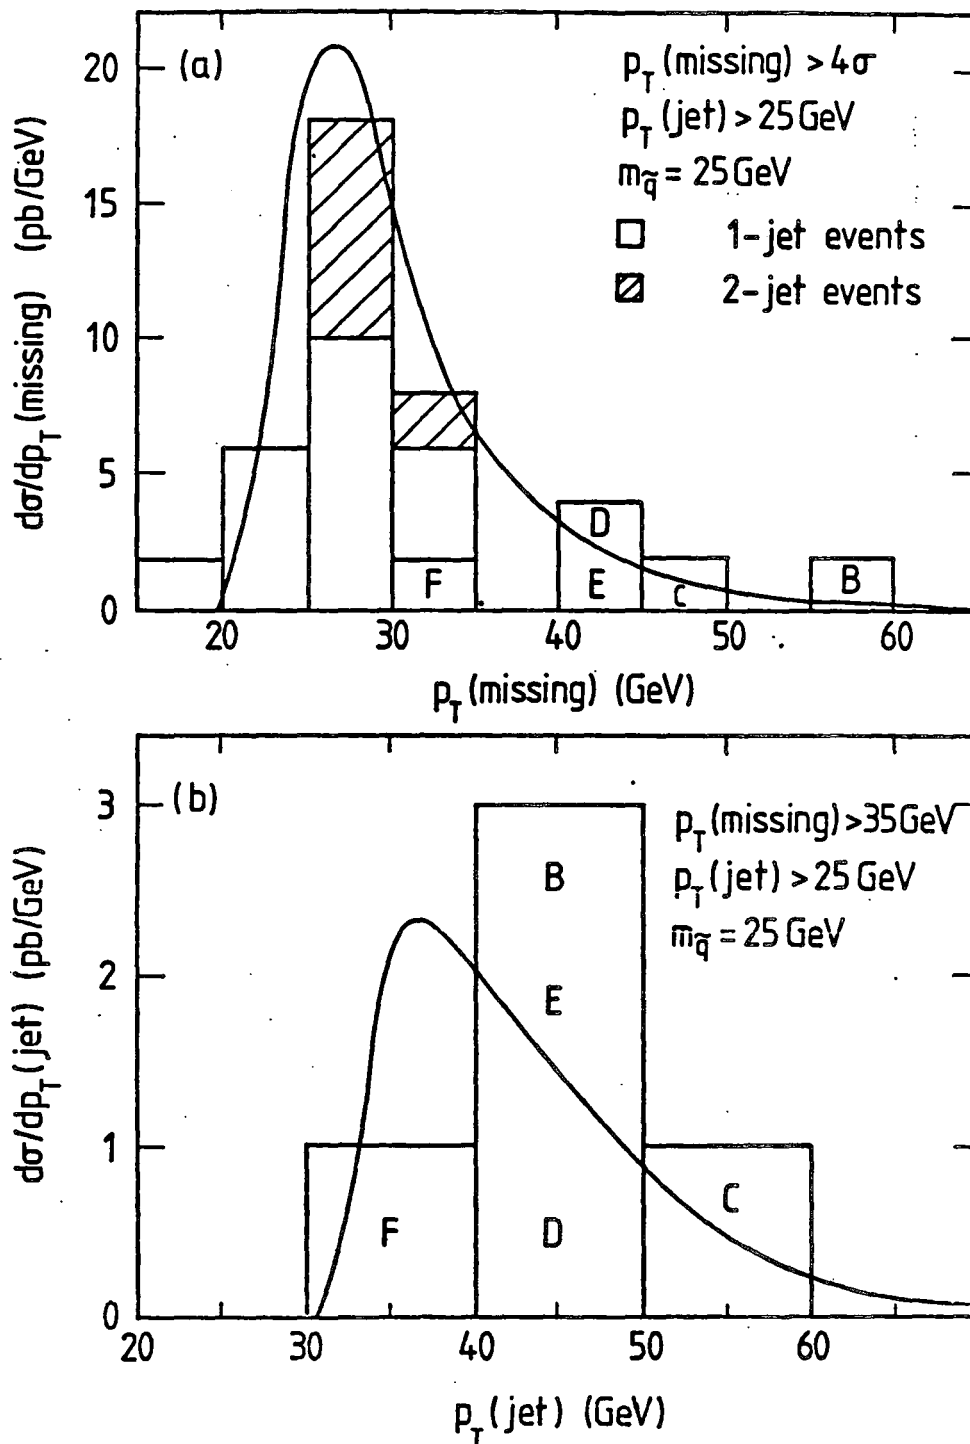 (a)
p_T (missing) > 4σ
p_T (jet) > 25 GeV
m_q̃ = 25 GeV
1-jet events
2-jet events
dσ/dp_T (missing) (pb/GeV)
20
15
10
5
0
F
D
E
C
B
20
30
40
50
60
p_T (missing) (GeV)
(b)
p_T (missing) > 35 GeV
p_T (jet) > 25 GeV
m_q̃ = 25 GeV
dσ/dp_T (jet) (pb/GeV)
3
2
1
0
B
E
D
F
C
20
30
40
50
60
p_T (jet) (GeV)